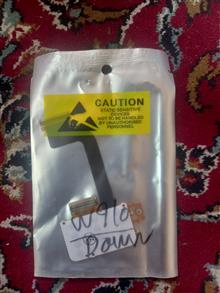 CAUTION
STATIC SENSITIVE
DEVICES
NOT TO BE HANDLED
BY UNAUTHORISED
PERSONNEL
W910
Down